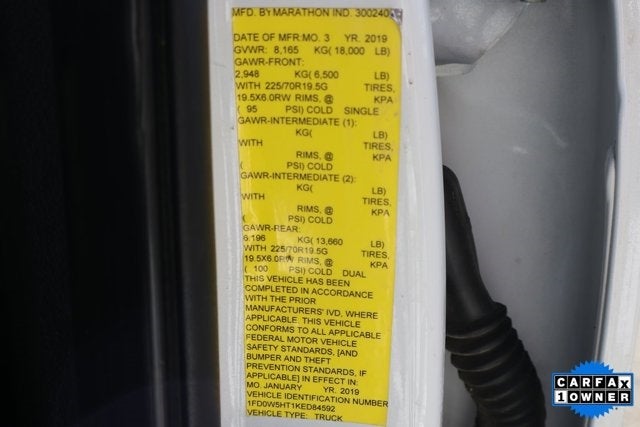 MFD. BY MARATHON IND. 300240
DATE OF MFR:MO. 3 YR. 2019
GVWR: 8,165 KG( 18,000 LB)
GAWR-FRONT:
2,948 KG( 6,500 LB)
WITH 225/70R19.5G TIRES,
19.5X6.0RW RIMS, @ KPA
( 95 PSI) COLD SINGLE
GAWR-INTERMEDIATE (1):
KG( LB)
WITH TIRES,
RIMS, @ KPA
( PSI) COLD
GAWR-INTERMEDIATE (2):
KG( LB)
WITH TIRES,
RIMS, @ KPA
( PSI) COLD
GAWR-REAR:
6,196 KG( 13,660 LB)
WITH 225/70R19.5G TIRES,
19.5X6.0RW RIMS, @ KPA
( 100 PSI) COLD DUAL
THIS VEHICLE HAS BEEN
COMPLETED IN ACCORDANCE
WITH THE PRIOR
MANUFACTURERS' IVD, WHERE
APPLICABLE. THIS VEHICLE
CONFORMS TO ALL APPLICABLE
FEDERAL MOTOR VEHICLE
SAFETY STANDARDS, [AND
BUMPER AND THEFT
PREVENTION STANDARDS, IF
APPLICABLE] IN EFFECT IN:
MO. JANUARY YR. 2019
VEHICLE IDENTIFICATION NUMBER
1FD0W5HT1KED84592
VEHICLE TYPE: TRUCK
CARFAX
1 OWNER